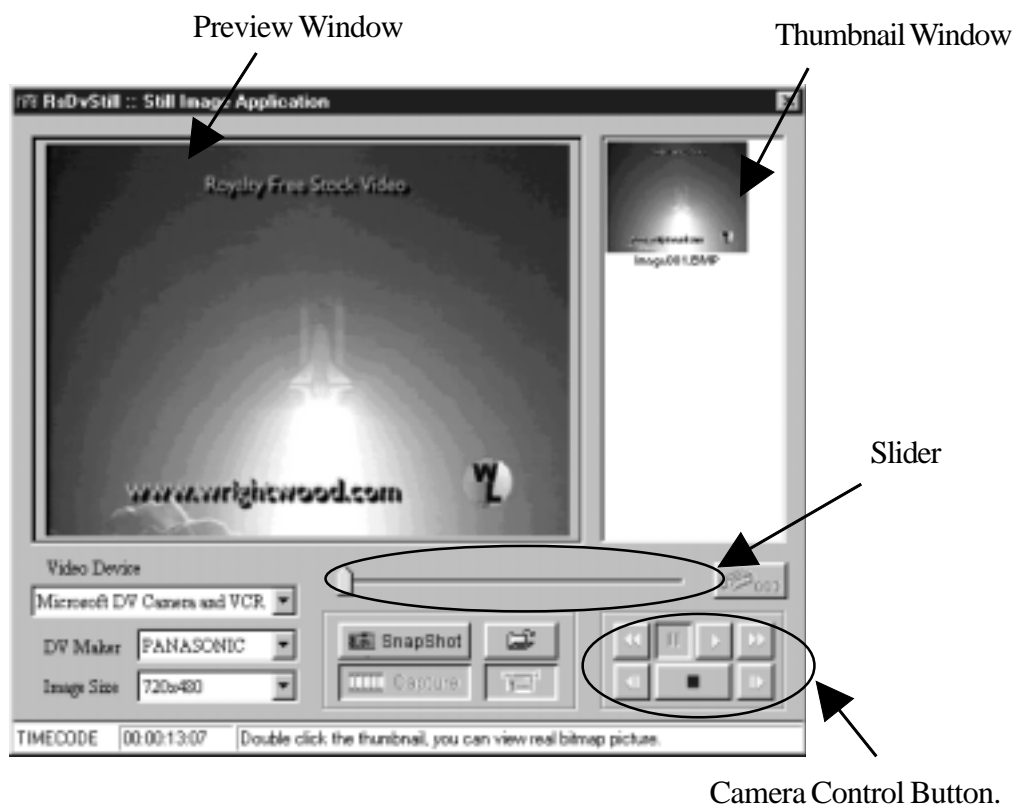 Preview Window
Thumbnail Window
RsDvStill :: Still Image Application
Royalty Free Stock Video
www.wrightwood.com
WL
Image001.BMP
Slider
Video Device
Microsoft DV Camera and VCR
DV Maker PANASONIC
Image Size 720x480
SnapShot
Capture
TIMECODE 00:00:13:07 Double click the thumbnail, you can view real bitmap picture.
Camera Control Button.